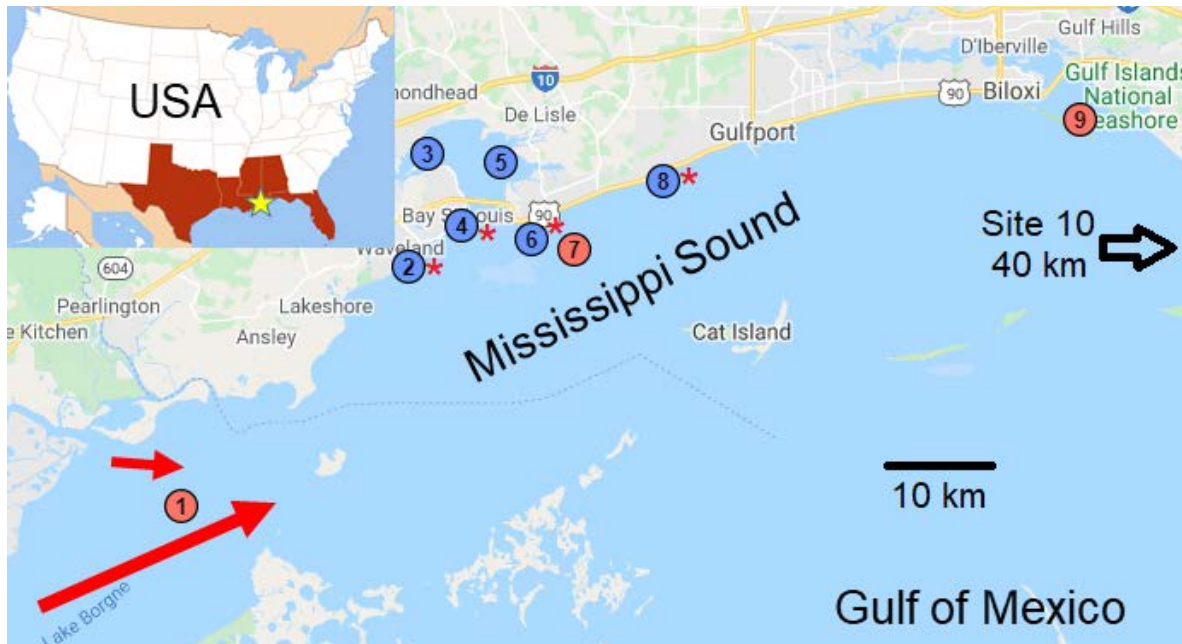 USA
10
mondhead
De Lisle
D'Iberville
Gulf Hills
90
Biloxi
Gulf Islands
National
eashore
9
Gulfport
3
5
8
*
Bay S Louis
90
4
*
6
*
7
Waveland
2
*
Site 10
40 km
604
Pearlington
Lakeshore
e Kitchen
Ansley
Mississippi Sound
Cat Island
1
10 km
Lake Borgne
Gulf of Mexico